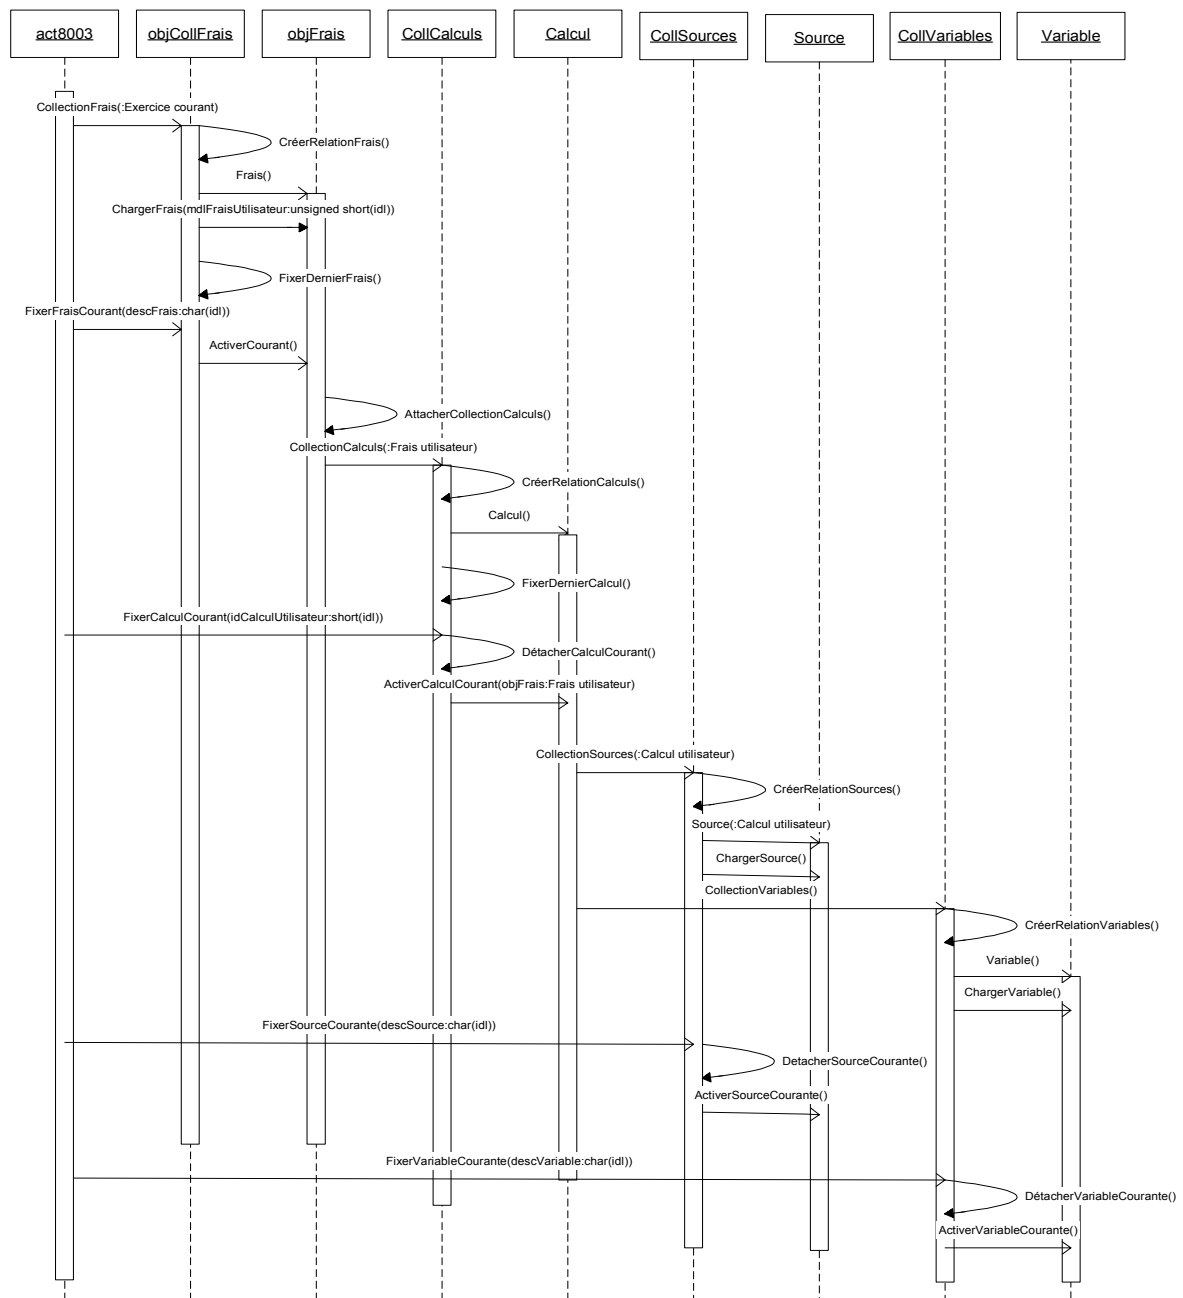 act8003
objCollFrais
objFrais
CollCalculs
Calcul
CollSources
Source
CollVariables
Variable
CollectionFrais(:Exercice courant)
CréerRelationFrais()
Frais()
ChargerFrais(mdlFraisUtilisateur:unsigned short(idl))
FixerDernierFrais()
FixerFraisCourant(descFrais:char(idl))
ActiverCourant()
AttacherCollectionCalculs()
CollectionCalculs(:Frais utilisateur)
CréerRelationCalculs()
Calcul()
FixerDernierCalcul()
FixerCalculCourant(idCalculUtilisateur:short(idl))
DétacherCalculCourant()
ActiverCalculCourant(objFrais:Frais utilisateur)
CollectionSources(:Calcul utilisateur)
CréerRelationSources()
Source(:Calcul utilisateur)
ChargerSource()
CollectionVariables()
CréerRelationVariables()
Variable()
ChargerVariable()
FixerSourceCourante(descSource:char(idl))
DetacherSourceCourante()
ActiverSourceCourante()
FixerVariableCourante(descVariable:char(idl))
DétacherVariableCourante()
ActiverVariableCourante()